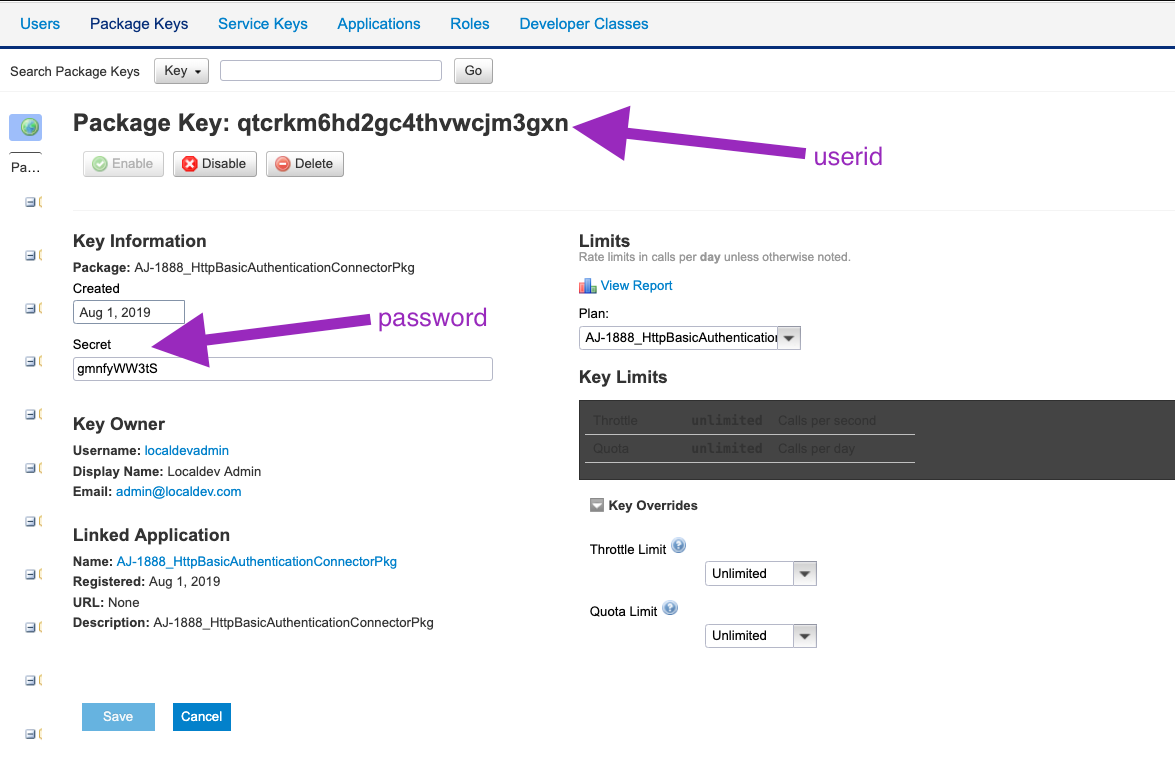 Users Package Keys Service Keys Applications Roles Developer Classes
Search Package Keys Key Go
Package Key: qtcrkm6hd2gc4thvwcjm3gxn
userid
Pa...
Enable Disable Delete
Key Information
Package: AJ-1888_HttpBasicAuthenticationConnectorPkg
Created
Aug 1, 2019
password
Secret
gmnfyWW3tS
Key Owner
Username: localdevadmin
Display Name: Localdev Admin
Email: admin@localdev.com
Linked Application
Name: AJ-1888_HttpBasicAuthenticationConnectorPkg
Registered: Aug 1, 2019
URL: None
Description: AJ-1888_HttpBasicAuthenticationConnectorPkg
Save Cancel
Limits
Rate limits in calls per day unless otherwise noted.
View Report
Plan:
AJ-1888_HttpBasicAuthentication
Key Limits
Throttle unlimited Calls per second
Quota unlimited Calls per day
Key Overrides
Throttle Limit ?
Unlimited
Quota Limit ?
Unlimited